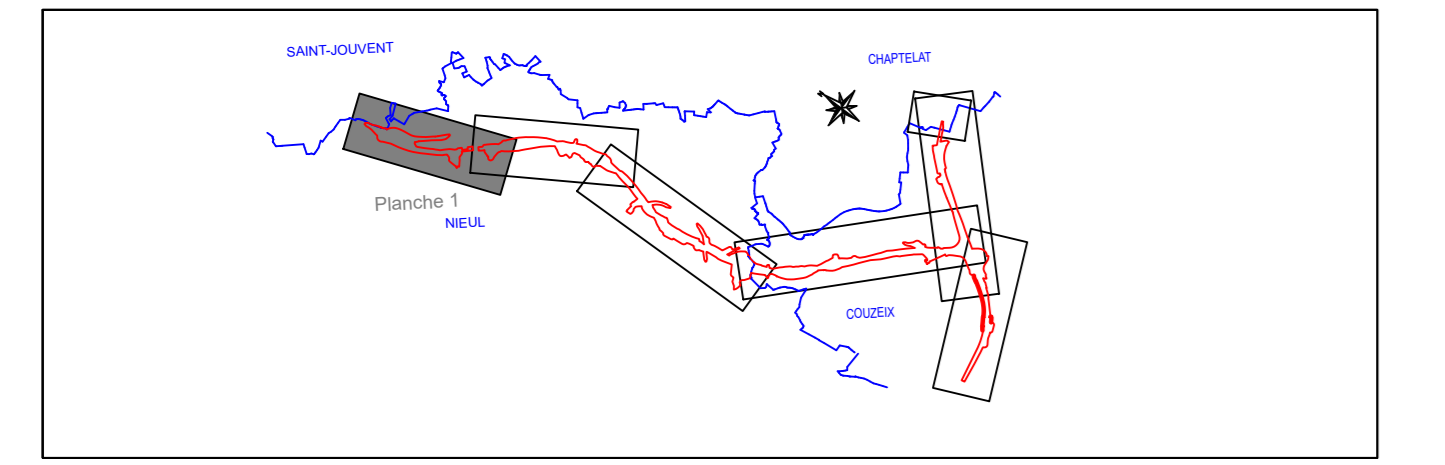 SAINT-JOUVENT
CHAPTELAT
Planche 1
NIEUL
COUZEIX